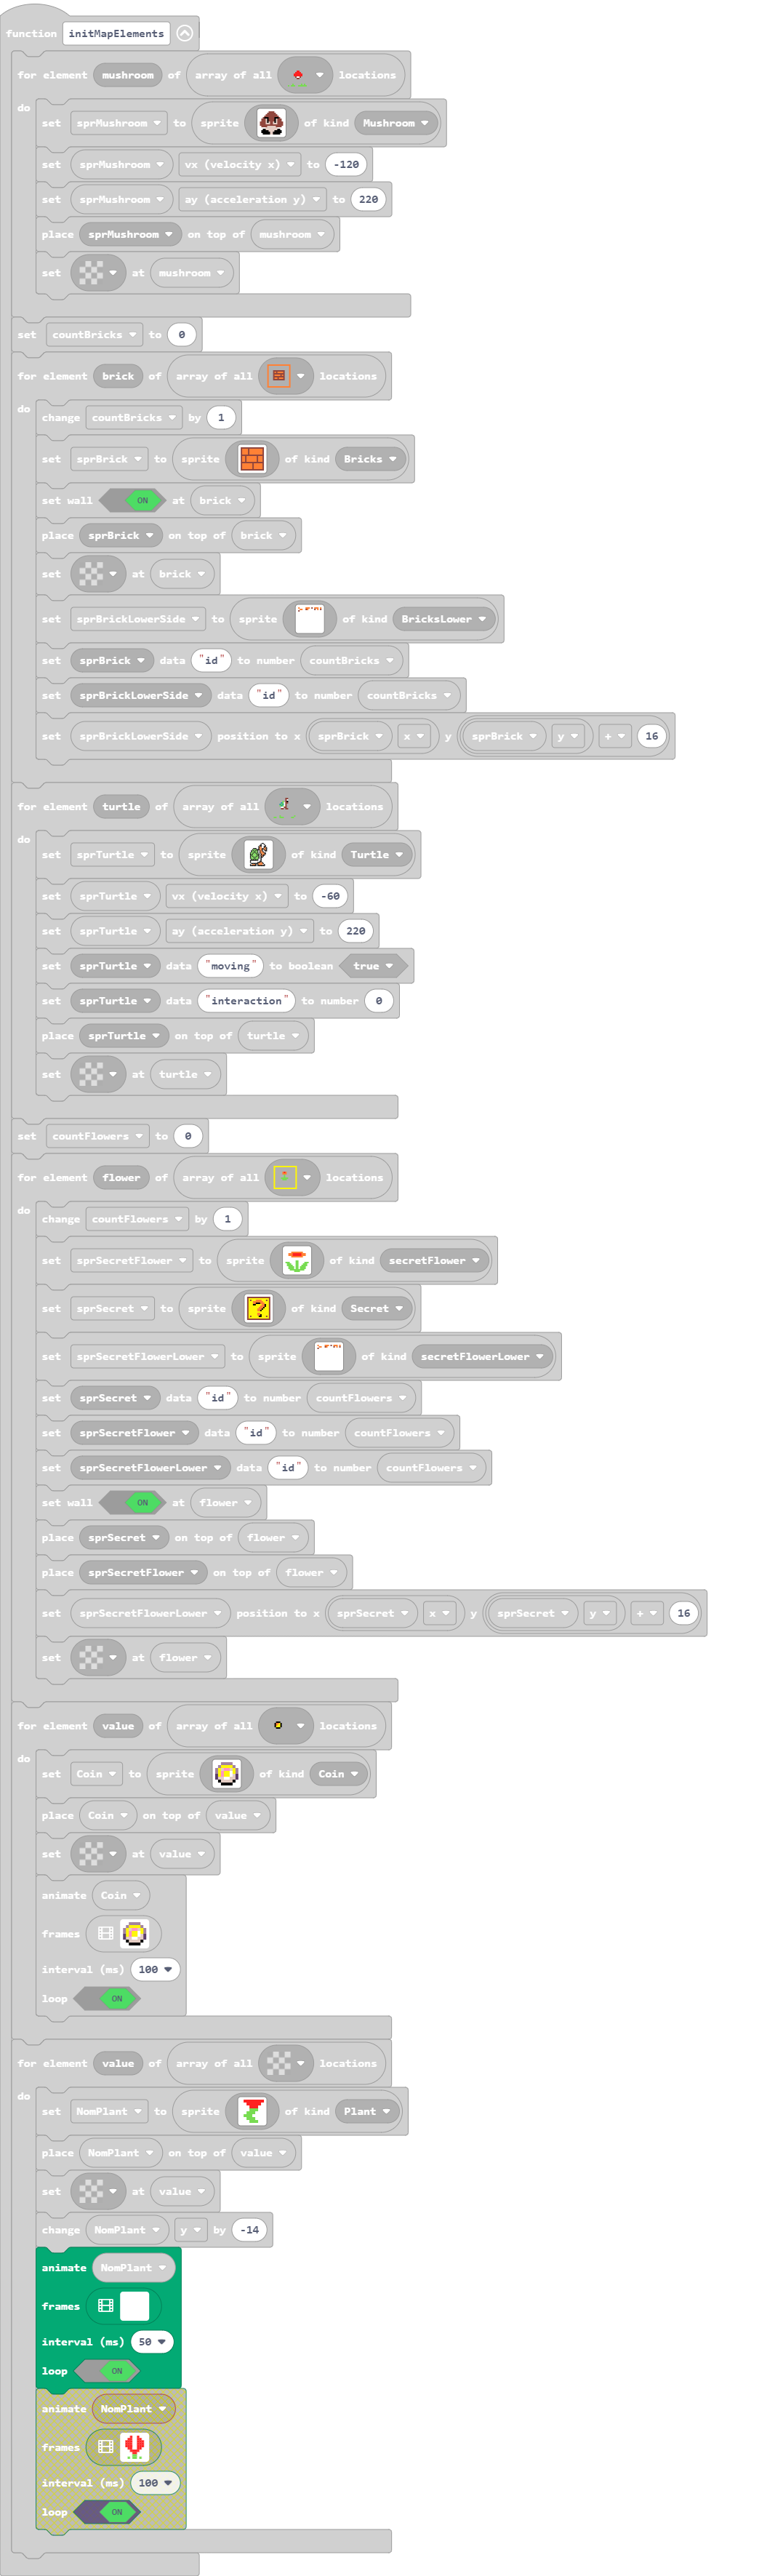 function initMapElements
for element mushroom of array of all locations
do
set sprMushroom to sprite of kind Mushroom
set sprMushroom vx (velocity x) to -120
set sprMushroom ay (acceleration y) to 220
place sprMushroom on top of mushroom
set at mushroom
set countBricks to 0
for element brick of array of all locations
do
change countBricks by 1
set sprBrick to sprite of kind Bricks
set wall ON at brick
place sprBrick on top of brick
set at brick
set sprBrickLowerSide to sprite of kind BricksLower
set sprBrick data "id" to number countBricks
set sprBrickLowerSide data "id" to number countBricks
set sprBrickLowerSide position to x sprBrick x y sprBrick y + 16
for element turtle of array of all locations
do
set sprTurtle to sprite of kind Turtle
set sprTurtle vx (velocity x) to -60
set sprTurtle ay (acceleration y) to 220
set sprTurtle data "moving" to boolean true
set sprTurtle data "interaction" to number 0
place sprTurtle on top of turtle
set at turtle
set countFlowers to 0
for element flower of array of all locations
do
change countFlowers by 1
set sprSecretFlower to sprite of kind secretFlower
set sprSecret to sprite of kind Secret
set sprSecretFlowerLower to sprite of kind secretFlowerLower
set sprSecret data "id" to number countFlowers
set sprSecretFlower data "id" to number countFlowers
set sprSecretFlowerLower data "id" to number countFlowers
set wall ON at flower
place sprSecret on top of flower
place sprSecretFlower on top of flower
set sprSecretFlowerLower position to x sprSecret x y sprSecret y + 16
set at flower
for element value of array of all locations
do
set Coin to sprite of kind Coin
place Coin on top of value
set at value
animate Coin
frames
interval (ms) 100
loop ON
for element value of array of all locations
do
set NomPlant to sprite of kind Plant
place NomPlant on top of value
set at value
change NomPlant y by -14
animate NomPlant
frames
interval (ms) 50
loop ON
animate NomPlant
frames
interval (ms) 100
loop ON